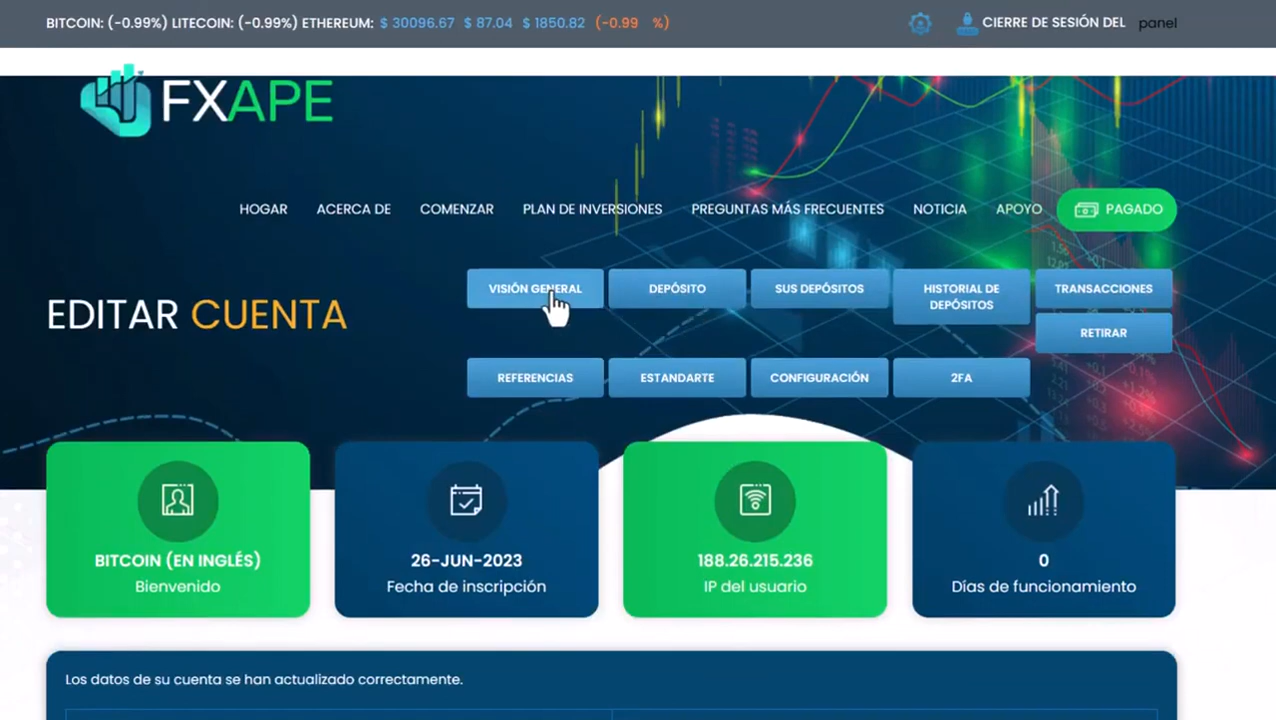 BITCOIN: (-0.99%) LITECOIN: (-0.99%) ETHEREUM: $ 30096.67 $ 87.04 $ 1850.82 (-0.99 %)
CIERRE DE SESIÓN DEL panel
FXAPE
HOGAR ACERCA DE COMENZAR PLAN DE INVERSIONES PREGUNTAS MÁS FRECUENTES NOTICIA APOYO PAGADO
EDITAR CUENTA
VISIÓN GENERAL DEPÓSITO SUS DEPÓSITOS HISTORIAL DE DEPÓSITOS TRANSACCIONES
RETIRAR
REFERENCIAS ESTANDARTE CONFIGURACIÓN 2FA
BITCOIN (EN INGLÉS)
Bienvenido
26-JUN-2023
Fecha de inscripción
188.26.215.236
IP del usuario
0
Días de funcionamiento
Los datos de su cuenta se han actualizado correctamente.